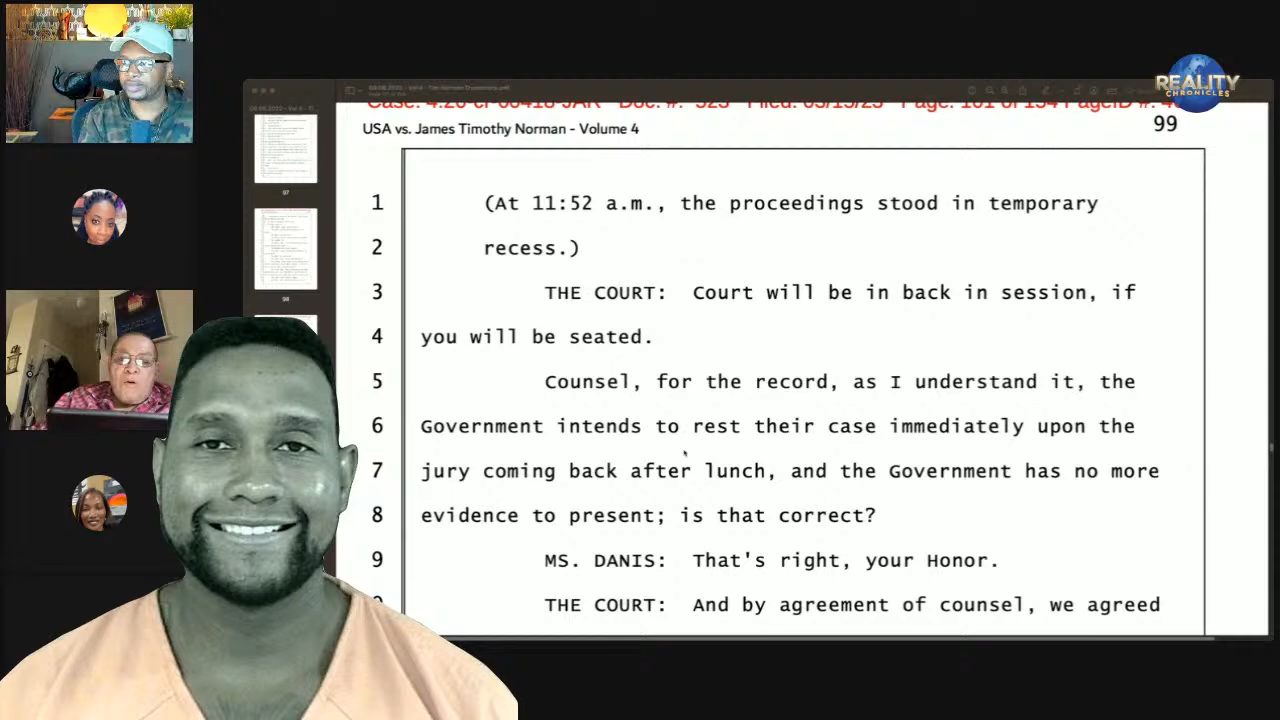 REALITY
CHRONICLES
USA vs. James Timothy Norman - Volume 4
99
1 (At 11:52 a.m., the proceedings stood in temporary
2 recess.)
3 THE COURT: Court will be in back in session, if
4 you will be seated.
5 Counsel, for the record, as I understand it, the
6 Government intends to rest their case immediately upon the
7 jury coming back after lunch, and the Government has no more
8 evidence to present; is that correct?
9 MS. DANIS: That's right, your Honor.
THE COURT: And by agreement of counsel, we agreed
97
98